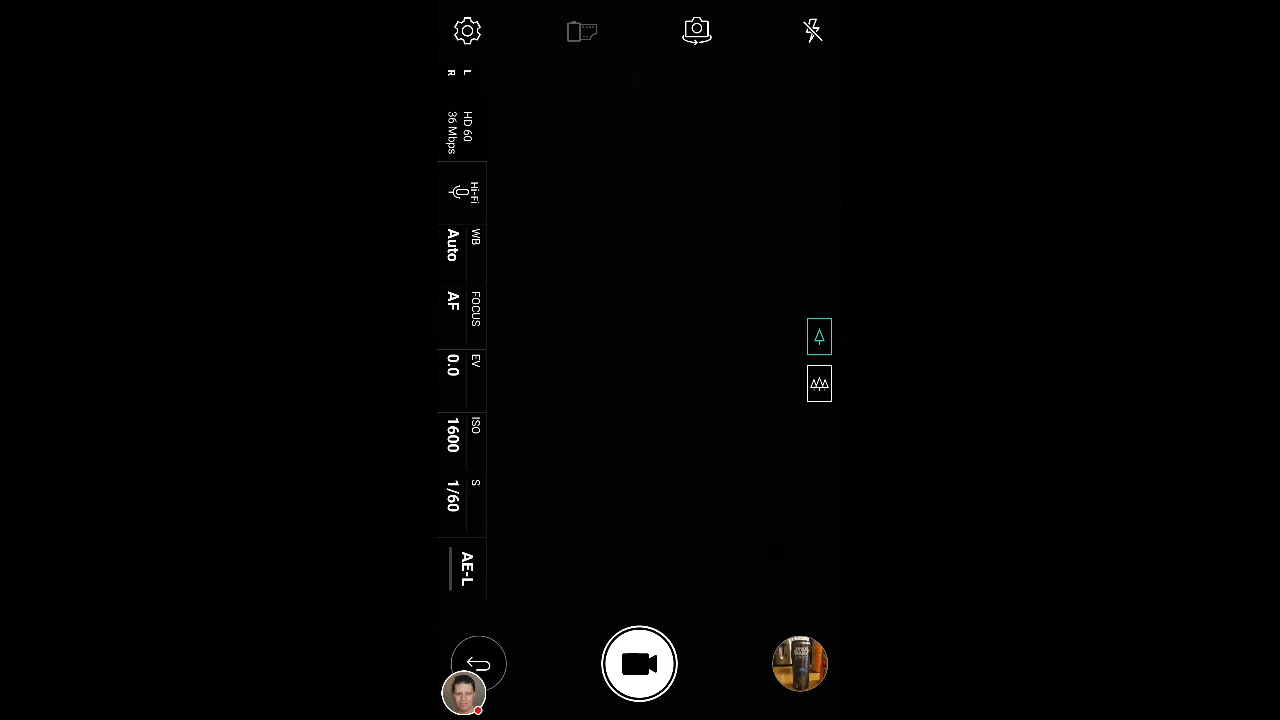 L
R
HD 60
36 Mbps
Hi-Fi
WB
Auto
FOCUS
AF
EV
0.0
ISO
1600
S
1/60
AE-L